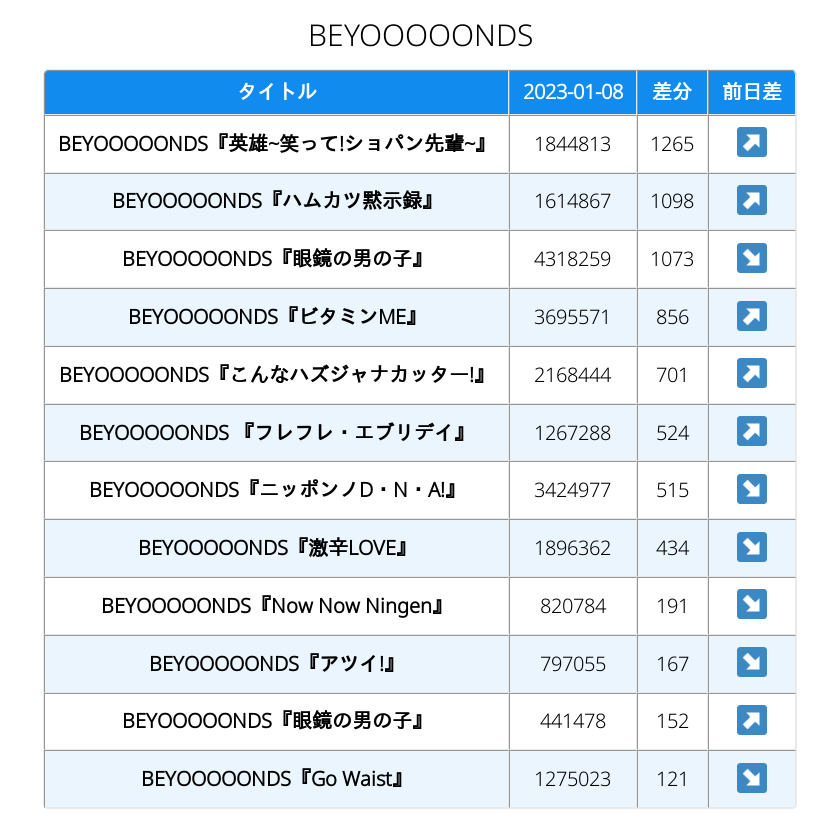 BEYOOOOONDS
タイトル 2023-01-08 差分 前日差
BEYOOOOONDS『英雄~笑って!ショパン先輩~』 1844813 1265 ↗
BEYOOOOONDS『ハムカツ黙示録』 1614867 1098 ↗
BEYOOOOONDS『眼鏡の男の子』 4318259 1073 ↘
BEYOOOOONDS『ビタミンME』 3695571 856 ↗
BEYOOOOONDS『こんなハズジャナカッター!』 2168444 701 ↗
BEYOOOOONDS 『フレフレ・エブリデイ』 1267288 524 ↗
BEYOOOOONDS『ニッポンノD・N・A!』 3424977 515 ↘
BEYOOOOONDS『激辛LOVE』 1896362 434 ↘
BEYOOOOONDS『Now Now Ningen』 820784 191 ↘
BEYOOOOONDS『アツイ!』 797055 167 ↘
BEYOOOOONDS『眼鏡の男の子』 441478 152 ↗
BEYOOOOONDS『Go Waist』 1275023 121 ↘